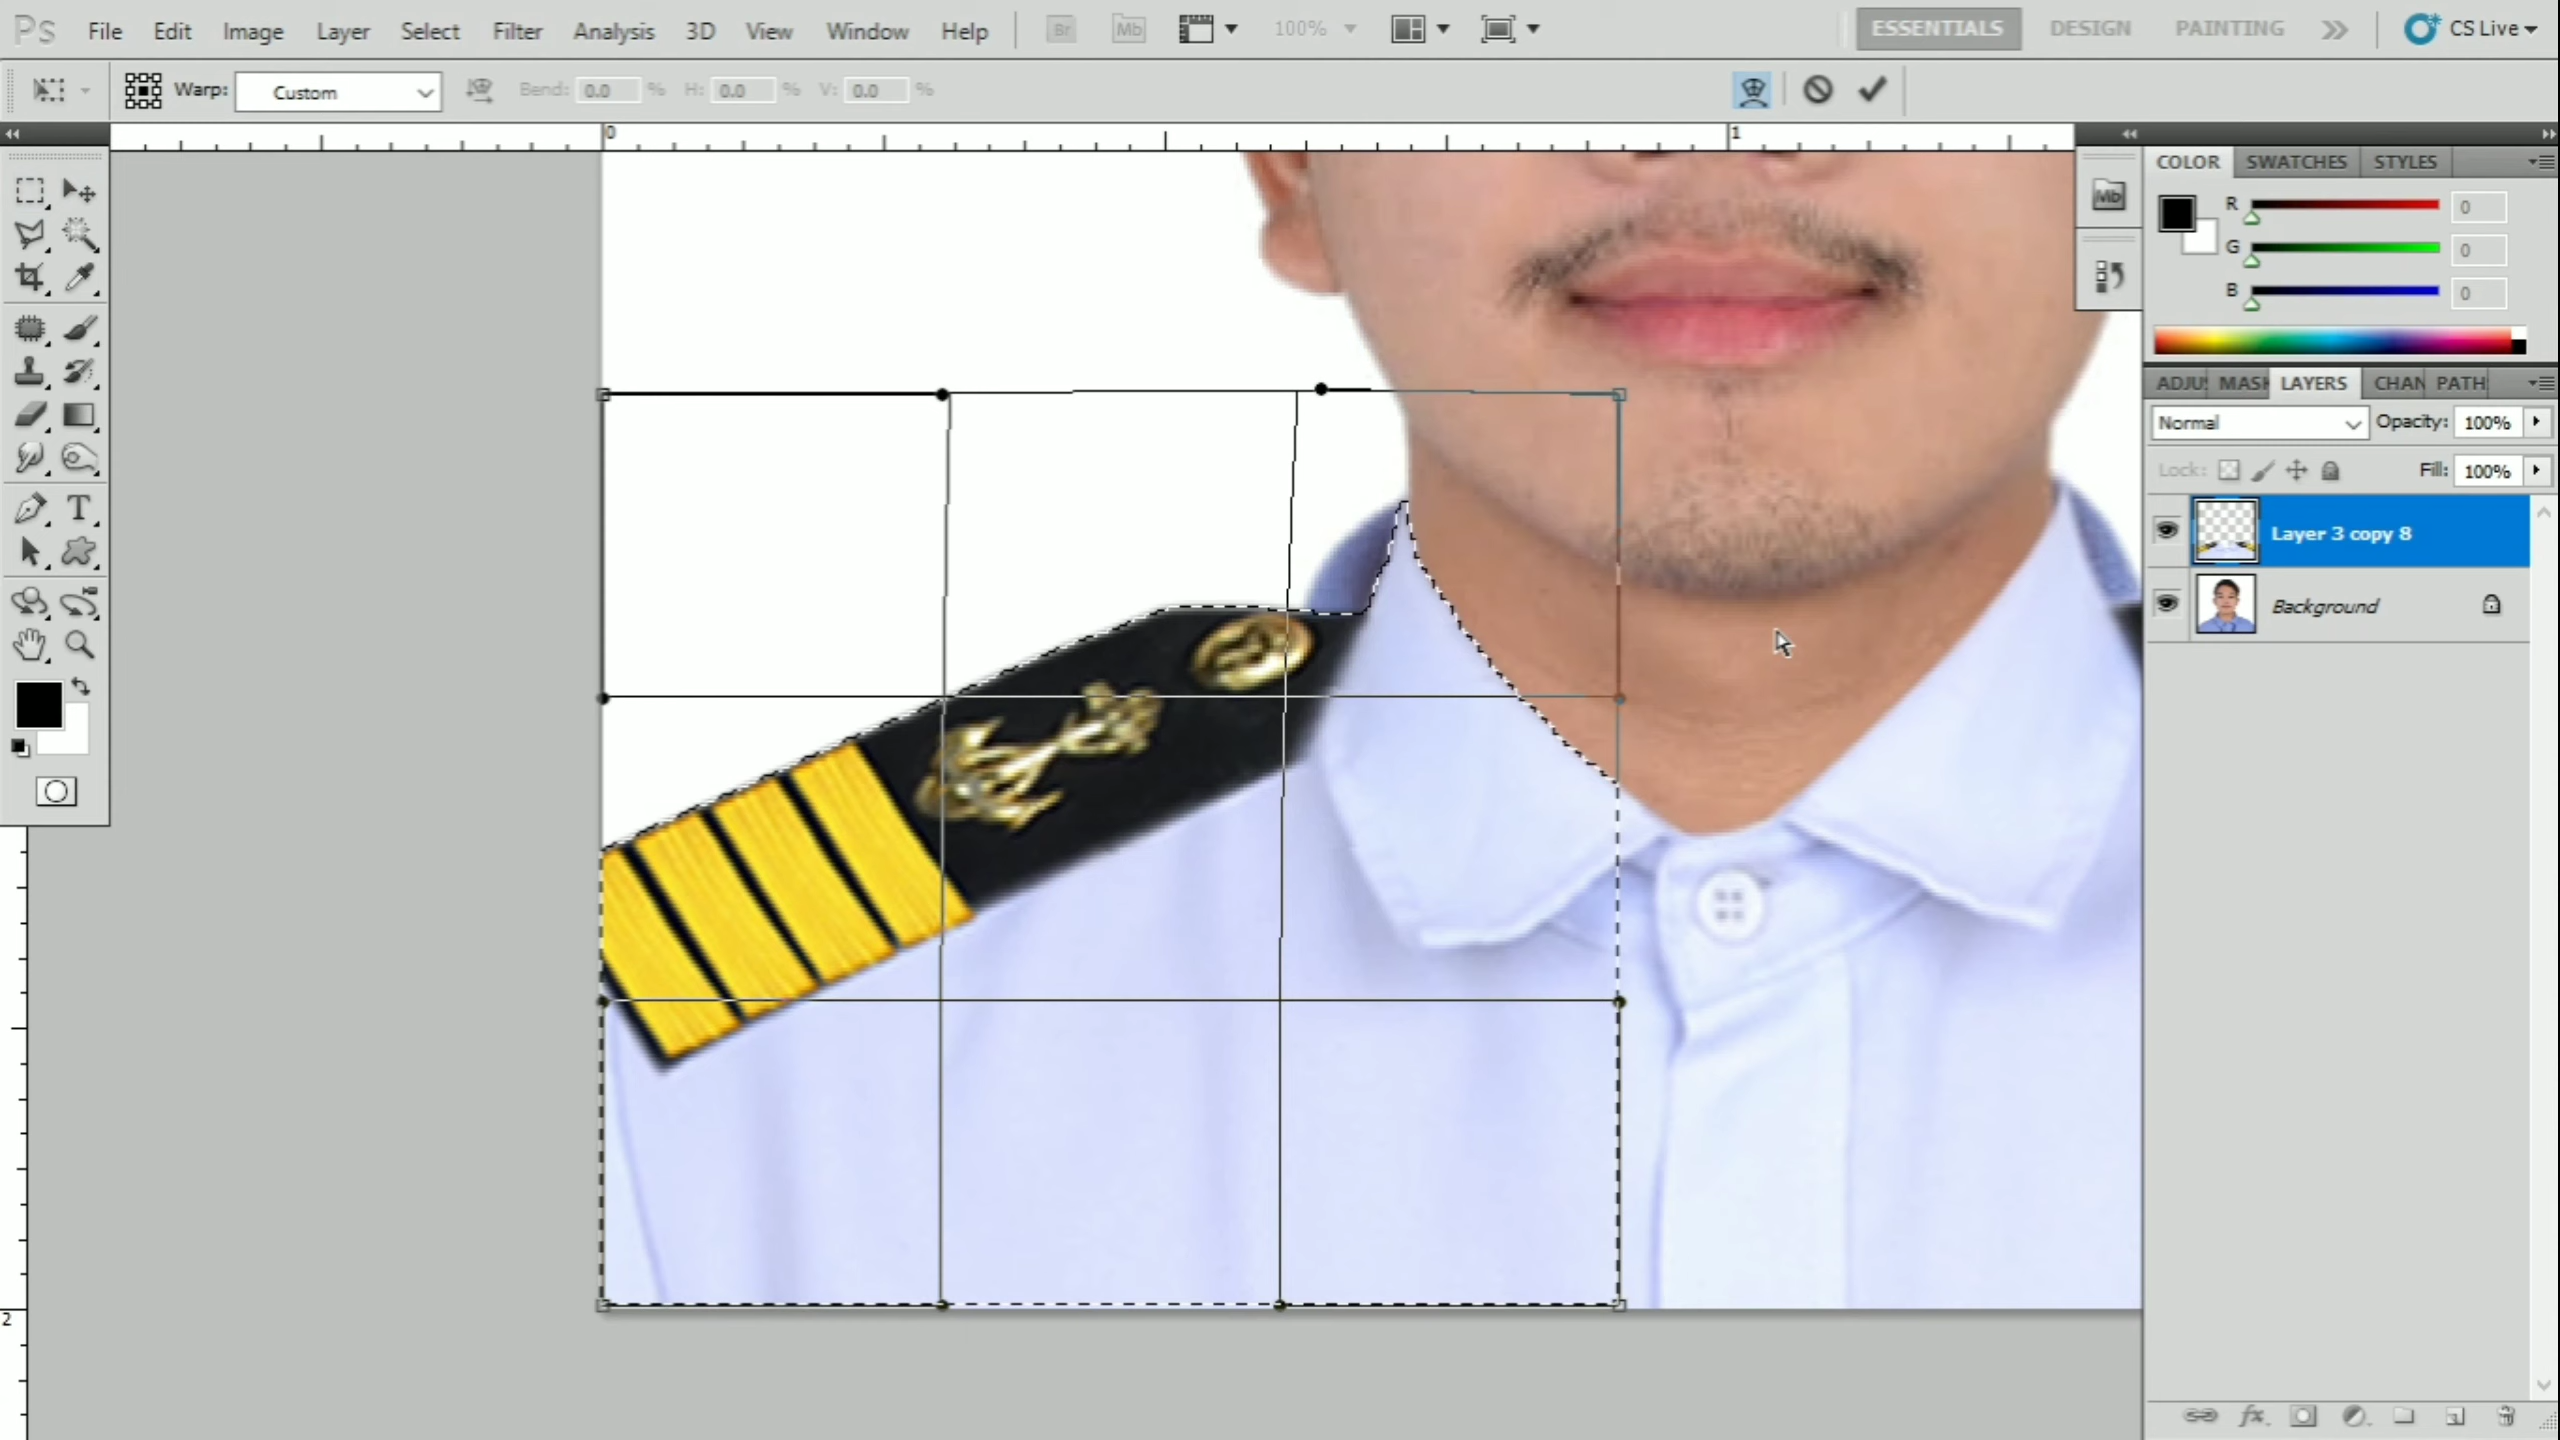 Ps File Edit Image Layer Select Filter Analysis 3D View Window Help Br Mb 100% ESSENTIALS DESIGN PAINTING CS Live
Warp: Custom Bend: 0.0 % H: 0.0 % V: 0.0 %
0 1
Mb
COLOR SWATCHES STYLES
R 0
G 0
B 0
ADJU MASK LAYERS CHAN PATH
Normal Opacity: 100%
Lock: Fill: 100%
Layer 3 copy 8
Background
T
2
fx.